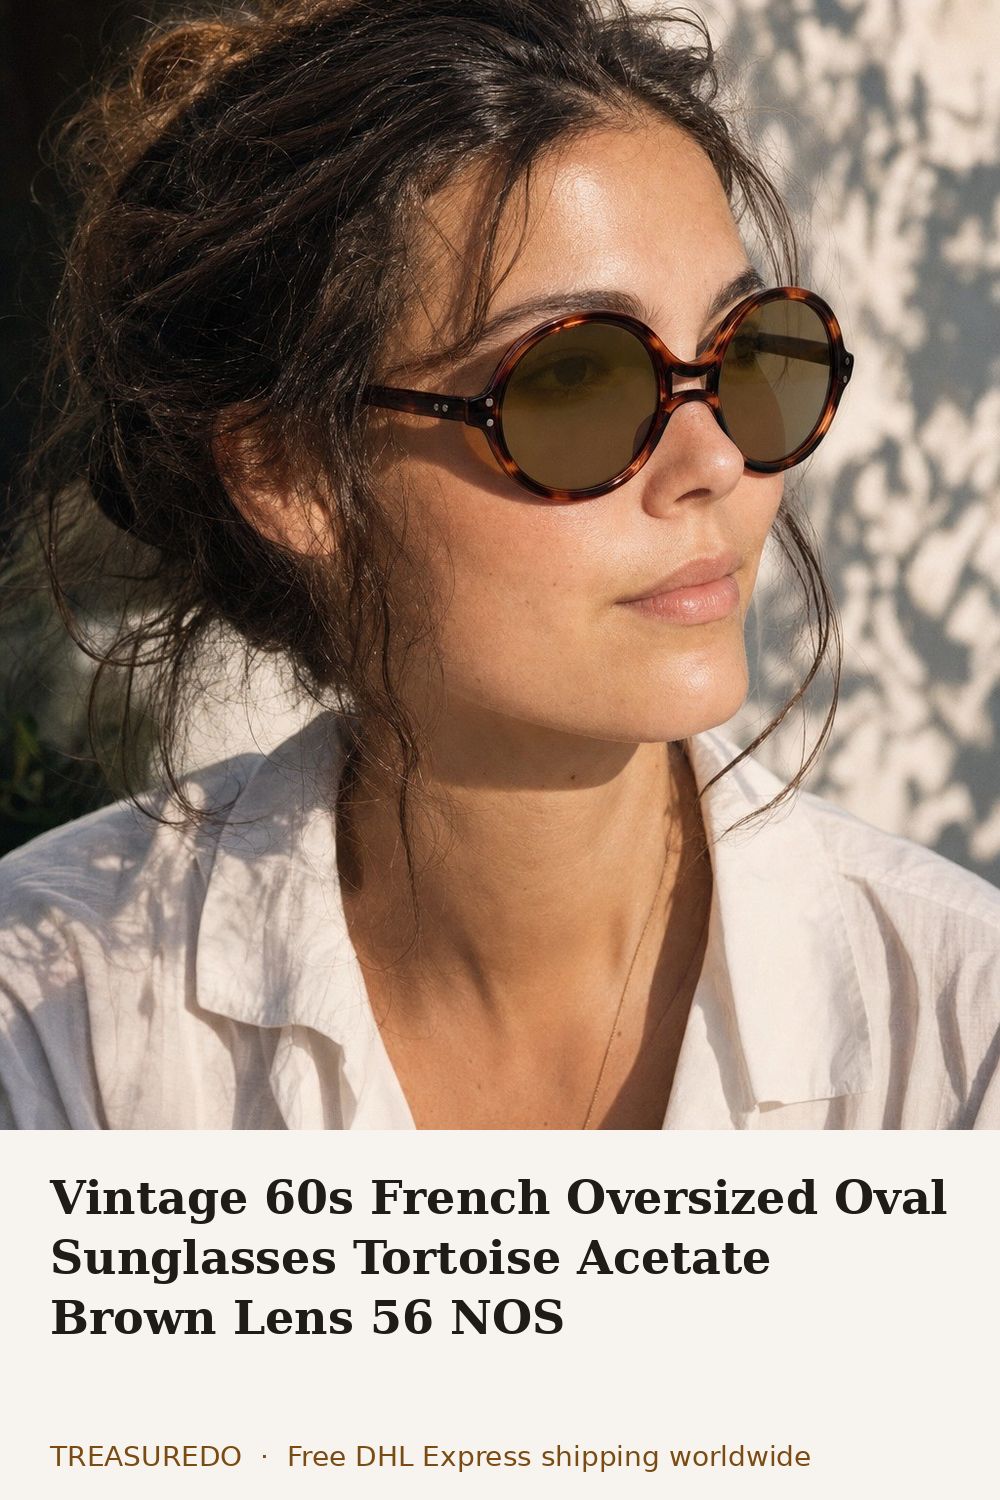 Vintage 60s French Oversized Oval
Sunglasses Tortoise Acetate
Brown Lens 56 NOS
TREASUREDO · Free DHL Express shipping worldwide